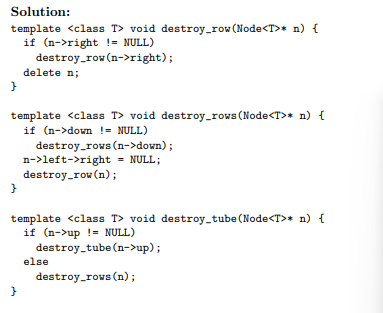 Solution:
template <class T> void destroy_row(Node<T>* n) {
  if (n->right != NULL)
    destroy_row(n->right);
  delete n;
}
template <class T> void destroy_rows(Node<T>* n) {
  if (n->down != NULL)
    destroy_rows(n->down);
  n->left->right = NULL;
  destroy_row(n);
}
template <class T> void destroy_tube(Node<T>* n) {
  if (n->up != NULL)
    destroy_tube(n->up);
  else
    destroy_rows(n);
}